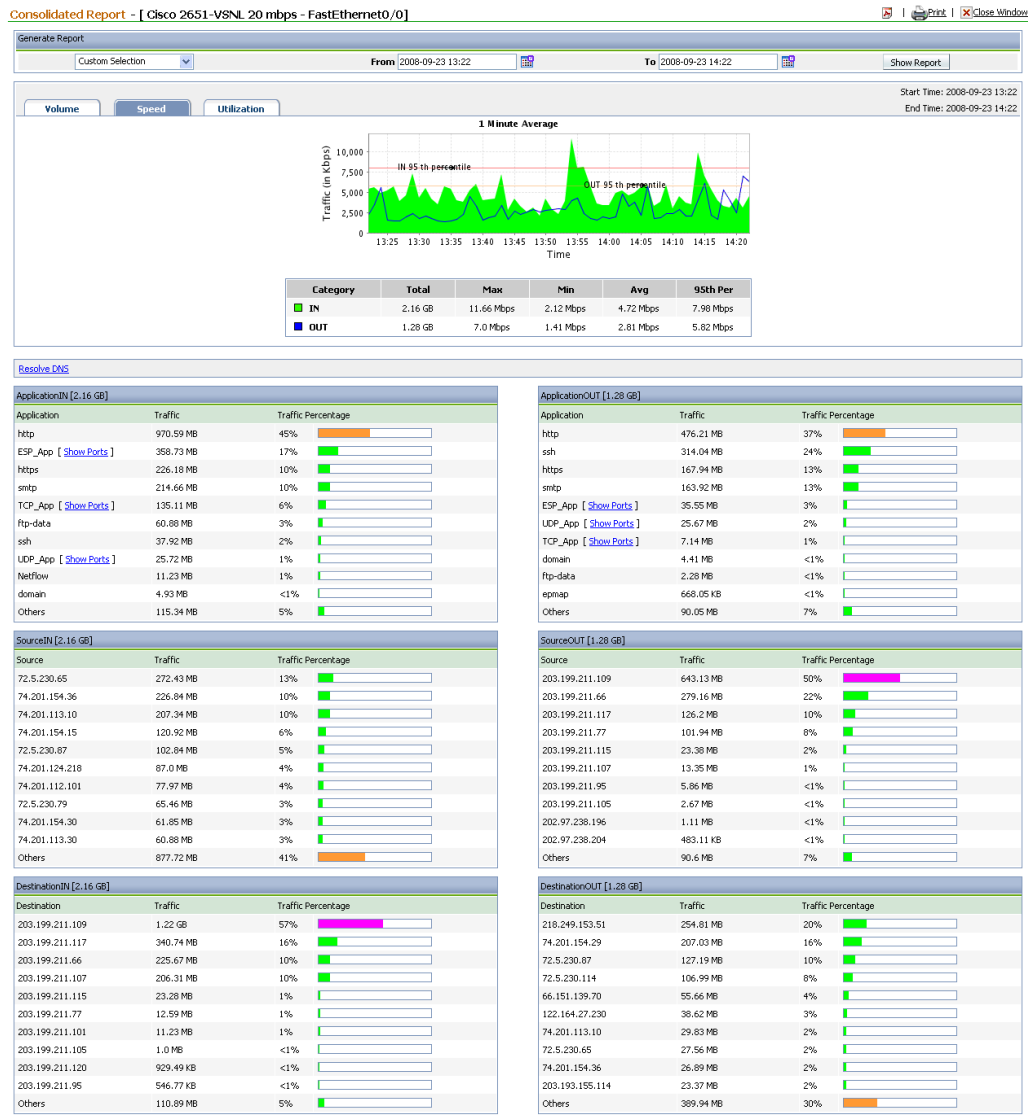 Consolidated Report - [ Cisco 2651-VSNL 20 mbps - FastEthernet0/0]
| Print | Close Window
Generate Report
Custom Selection From 2008-09-23 13:22 To 2008-09-23 14:22 Show Report
Start Time: 2008-09-23 13:22
End Time: 2008-09-23 14:22
Volume Speed Utilization
1 Minute Average
Traffic (in Kbps)
10,000
7,500
5,000
2,500
0
IN 95 th percentile
OUT 95 th percentile
13:25 13:30 13:35 13:40 13:45 13:50 13:55 14:00 14:05 14:10 14:15 14:20
Time
Category Total Max Min Avg 95th Per
IN 2.16 GB 11.66 Mbps 2.12 Mbps 4.72 Mbps 7.98 Mbps
OUT 1.28 GB 7.0 Mbps 1.41 Mbps 2.81 Mbps 5.82 Mbps
Resolve DNS
ApplicationIN [2.16 GB]
Application Traffic Traffic Percentage
http 970.59 MB 45%
ESP_App [ Show Ports ] 358.73 MB 17%
https 226.18 MB 10%
smtp 214.66 MB 10%
TCP_App [ Show Ports ] 135.11 MB 6%
ftp-data 60.88 MB 3%
ssh 37.92 MB 2%
UDP_App [ Show Ports ] 25.72 MB 1%
Netflow 11.23 MB 1%
domain 4.93 MB <1%
Others 115.34 MB 5%
ApplicationOUT [1.28 GB]
Application Traffic Traffic Percentage
http 476.21 MB 37%
ssh 314.04 MB 24%
https 167.94 MB 13%
smtp 163.92 MB 13%
ESP_App [ Show Ports ] 35.55 MB 3%
UDP_App [ Show Ports ] 25.67 MB 2%
TCP_App [ Show Ports ] 7.14 MB 1%
domain 4.41 MB <1%
ftp-data 2.28 MB <1%
epmap 668.05 KB <1%
Others 90.05 MB 7%
SourceIN [2.16 GB]
Source Traffic Traffic Percentage
72.5.230.65 272.43 MB 13%
74.201.154.36 226.84 MB 10%
74.201.113.10 207.34 MB 10%
74.201.154.15 120.92 MB 6%
72.5.230.87 102.84 MB 5%
74.201.124.218 87.0 MB 4%
74.201.112.101 77.97 MB 4%
72.5.230.79 65.46 MB 3%
74.201.154.30 61.85 MB 3%
74.201.113.30 60.88 MB 3%
Others 877.72 MB 41%
SourceOUT [1.28 GB]
Source Traffic Traffic Percentage
203.199.211.109 643.13 MB 50%
203.199.211.66 279.16 MB 22%
203.199.211.117 126.2 MB 10%
203.199.211.77 101.94 MB 8%
203.199.211.115 23.38 MB 2%
203.199.211.107 13.35 MB 1%
203.199.211.95 5.86 MB <1%
203.199.211.105 2.67 MB <1%
202.97.238.196 1.11 MB <1%
202.97.238.204 483.11 KB <1%
Others 90.6 MB 7%
DestinationIN [2.16 GB]
Destination Traffic Traffic Percentage
203.199.211.109 1.22 GB 57%
203.199.211.117 340.74 MB 16%
203.199.211.66 225.67 MB 10%
203.199.211.107 206.31 MB 10%
203.199.211.115 23.28 MB 1%
203.199.211.77 12.59 MB 1%
203.199.211.101 11.23 MB 1%
203.199.211.105 1.0 MB <1%
203.199.211.120 929.49 KB <1%
203.199.211.95 546.77 KB <1%
Others 110.89 MB 5%
DestinationOUT [1.28 GB]
Destination Traffic Traffic Percentage
218.249.153.51 254.81 MB 20%
74.201.154.29 207.03 MB 16%
72.5.230.87 127.19 MB 10%
72.5.230.114 106.99 MB 8%
66.151.139.70 55.66 MB 4%
122.164.27.230 38.62 MB 3%
74.201.113.10 29.83 MB 2%
72.5.230.65 27.56 MB 2%
74.201.154.36 26.89 MB 2%
203.193.155.114 23.37 MB 2%
Others 389.94 MB 30%